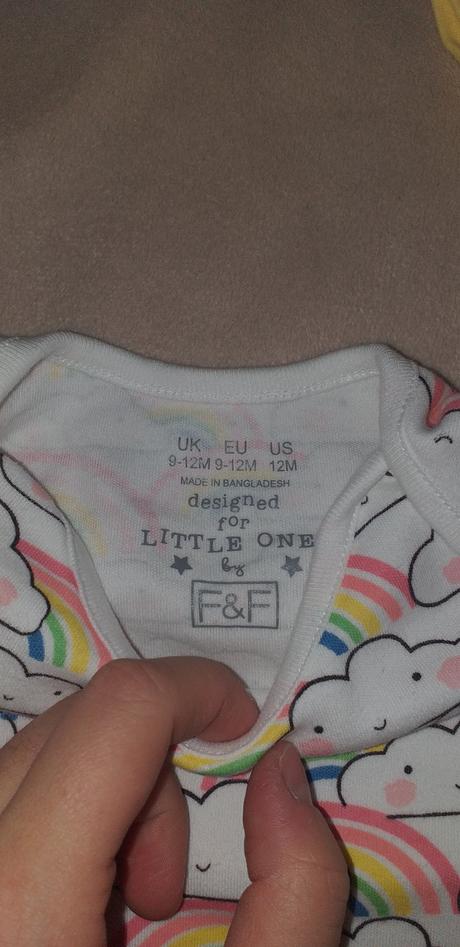 UK EU US
9-12M 9-12M 12M
MADE IN BANGLADESH
designed
for
LITTLE ONE
by
F&F